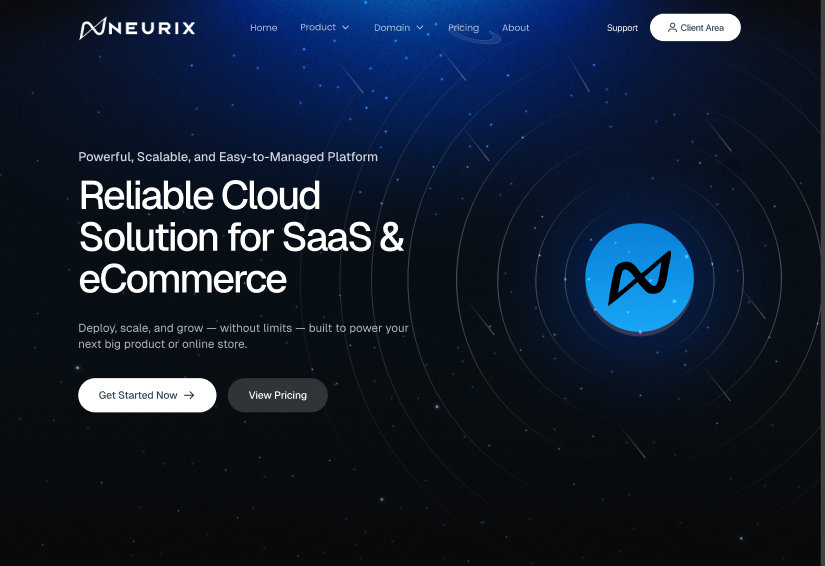 NEURIX
Home
Product
Domain
Pricing
About
Support
Client Area
Powerful, Scalable, and Easy-to-Managed Platform
Reliable Cloud
Solution for SaaS &
eCommerce
Deploy, scale, and grow — without limits — built to power your
next big product or online store.
Get Started Now
View Pricing